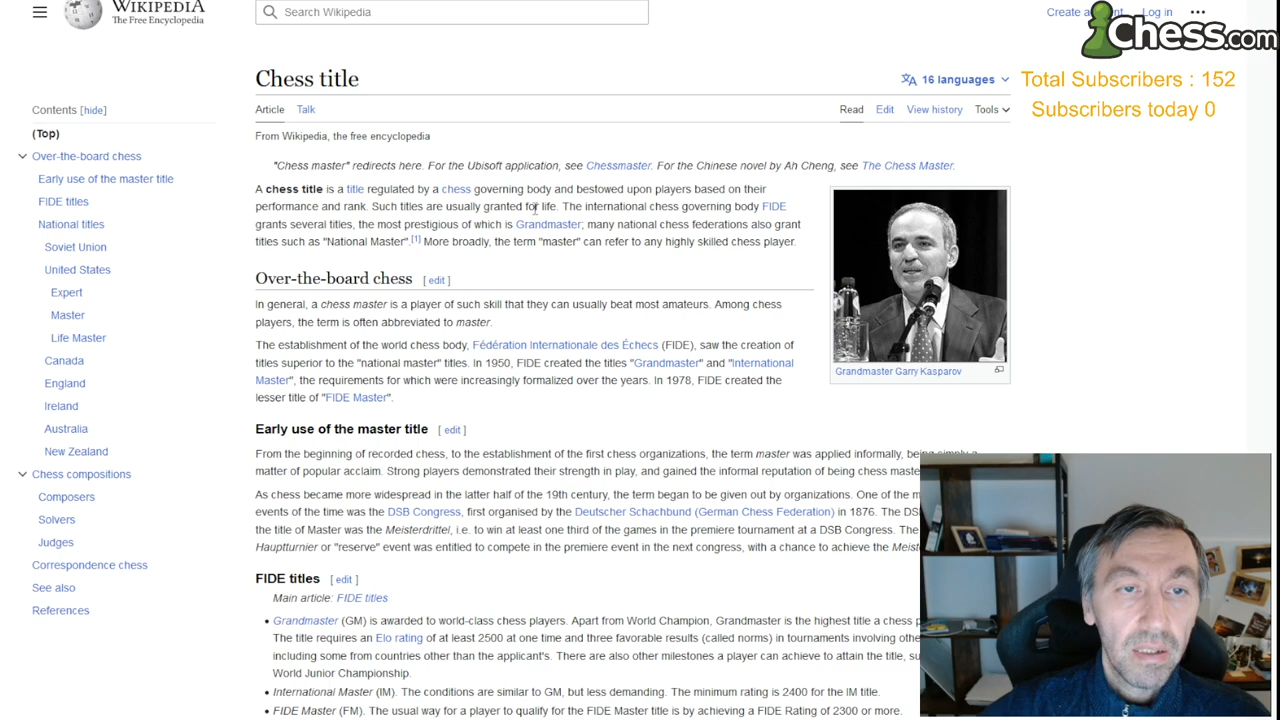 WIKIPEDIA
The Free Encyclopedia
Search Wikipedia
Log in
Chess.com
Total Subscribers : 152
Subscribers today 0
Chess title
16 languages
Article Talk
Read Edit View history Tools
From Wikipedia, the free encyclopedia
"Chess master" redirects here. For the Ubisoft application, see Chessmaster. For the Chinese novel by Ah Cheng, see The Chess Master.
Contents [hide]
(Top)
Over-the-board chess
Early use of the master title
FIDE titles
National titles
Soviet Union
United States
Expert
Master
Life Master
Canada
England
Ireland
Australia
New Zealand
Chess compositions
Composers
Solvers
Judges
Correspondence chess
See also
References
A chess title is a title regulated by a chess governing body and bestowed upon players based on their
performance and rank. Such titles are usually granted for life. The international chess governing body FIDE
grants several titles, the most prestigious of which is Grandmaster; many national chess federations also grant
titles such as "National Master".[1] More broadly, the term "master" can refer to any highly skilled chess player.
Grandmaster Garry Kasparov
Over-the-board chess [ edit ]
In general, a chess master is a player of such skill that they can usually beat most amateurs. Among chess
players, the term is often abbreviated to master.
The establishment of the world chess body, Fédération Internationale des Échecs (FIDE), saw the creation of
titles superior to the "national master" titles. In 1950, FIDE created the titles "Grandmaster" and "International
Master", the requirements for which were increasingly formalized over the years. In 1978, FIDE created the
lesser title of "FIDE Master".
Early use of the master title [ edit ]
From the beginning of recorded chess, to the establishment of the first chess organizations, the term master was applied informally, being simply a
matter of popular acclaim. Strong players demonstrated their strength in play, and gained the informal reputation of being chess
As chess became more widespread in the latter half of the 19th century, the term began to be given out by organizations. One of the
events of the time was the DSB Congress, first organised by the Deutscher Schachbund (German Chess Federation) in 1876. The
the title of Master was the Meisterdrittel, i.e. to win at least one third of the games in the premiere tournament at a DSB Congress. The
Hauptturnier or "reserve" event was entitled to compete in the premiere event in the next congress, with a chance to achieve the
FIDE titles [ edit ]
Main article: FIDE titles
• Grandmaster (GM) is awarded to world-class chess players. Apart from World Champion, Grandmaster is the highest title a chess
The title requires an Elo rating of at least 2500 at one time and three favorable results (called norms) in tournaments involving
including some from countries other than the applicant's. There are also other milestones a player can achieve to attain the title,
World Junior Championship.
• International Master (IM). The conditions are similar to GM, but less demanding. The minimum rating is 2400 for the IM title.
• FIDE Master (FM). The usual way for a player to qualify for the FIDE Master title is by achieving a FIDE Rating of 2300 or more.